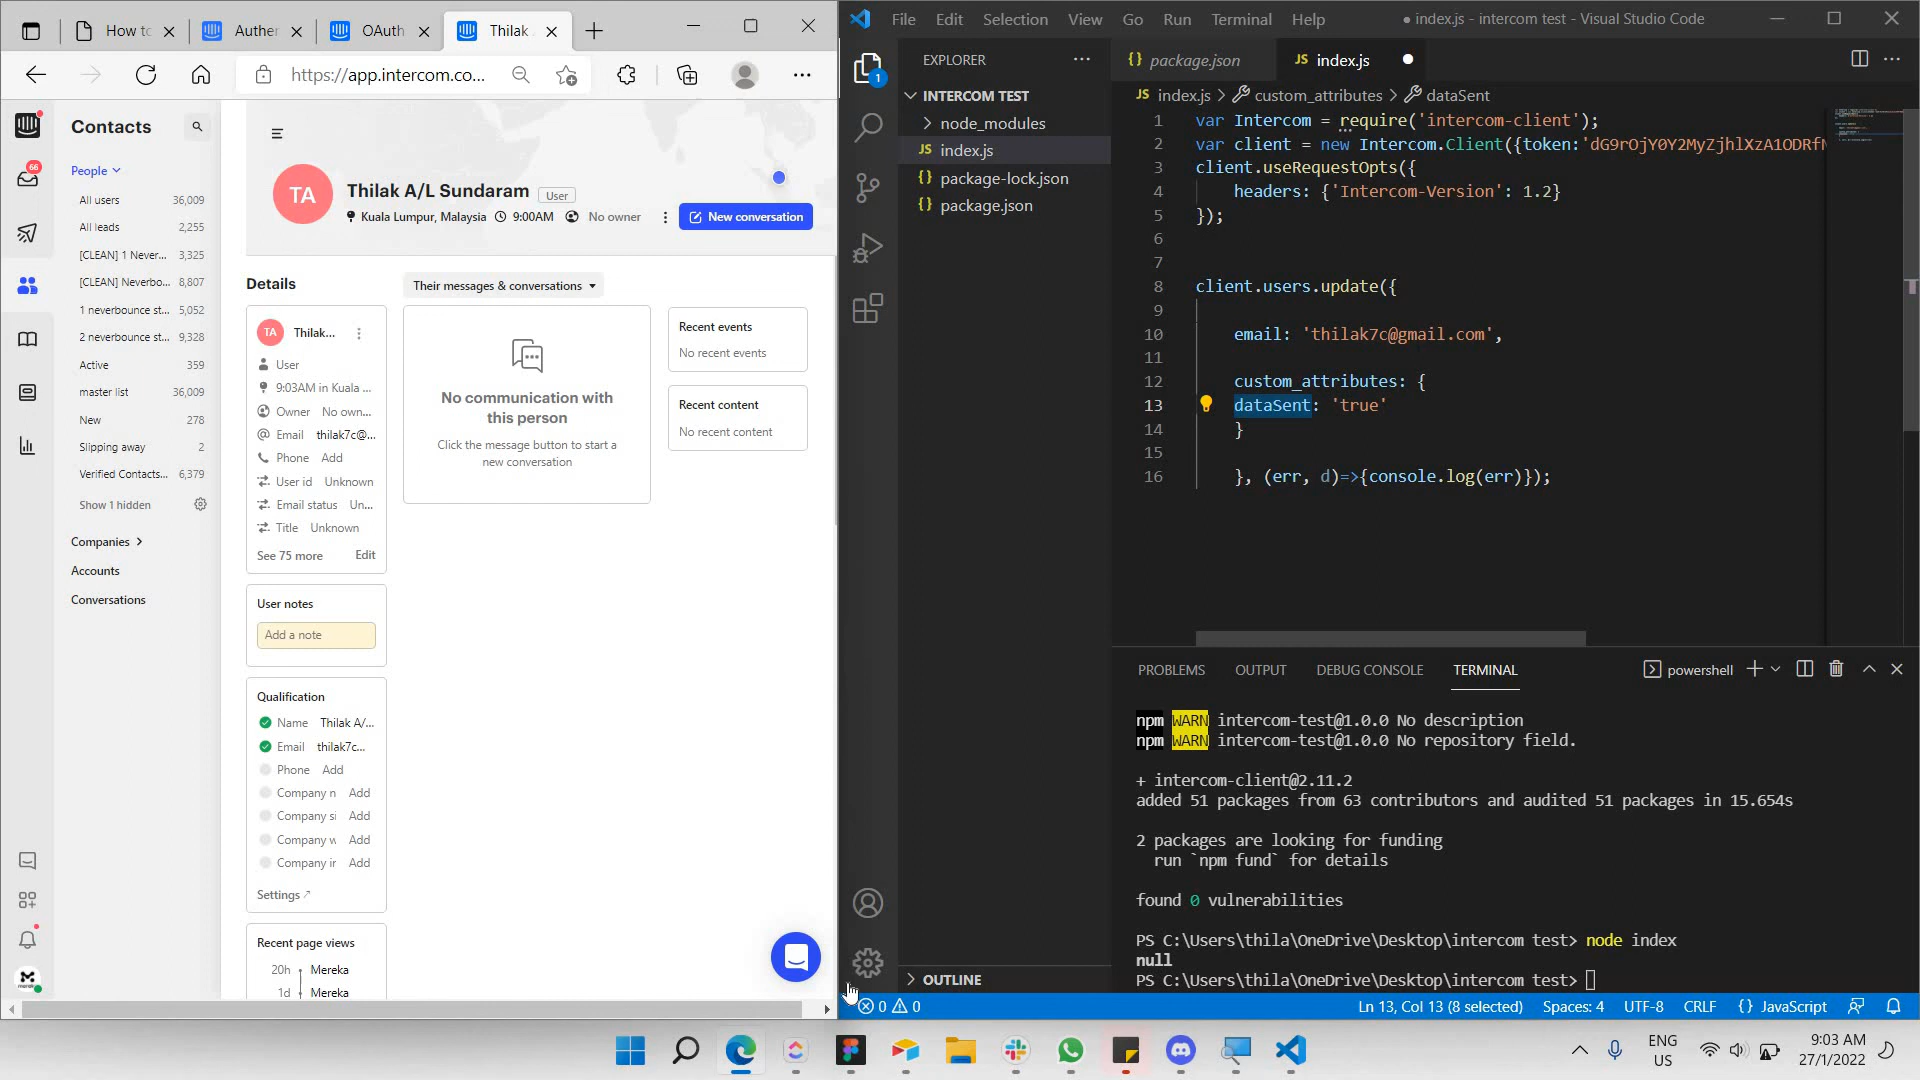 How to
Auther
OAuth
Thilak
https://app.intercom.co...
Contacts
People
All users 36,009
All leads 2,255
[CLEAN] 1 Never... 3,325
[CLEAN] Neverbo... 8,807
1 neverbounce st... 5,052
2 neverbounce st... 9,328
Active 359
master list 36,009
New 278
Slipping away 2
Verified Contacts... 6,379
Show 1 hidden
Companies
Accounts
Conversations
66
TA
Thilak A/L Sundaram User
Kuala Lumpur, Malaysia 9:00AM No owner
New conversation
Details
Their messages & conversations
TA Thilak...
User
9:03AM in Kuala ...
Owner No own...
Email thilak7c@...
Phone Add
User id Unknown
Email status Un...
Title Unknown
See 75 more Edit
No communication with
this person
Click the message button to start a
new conversation
Recent events
No recent events
Recent content
No recent content
User notes
Add a note
Qualification
Name Thilak A/...
Email thilak7c...
Phone Add
Company n Add
Company si Add
Company w Add
Company ir Add
Settings
Recent page views
20h Mereka
1d Mereka
File Edit Selection View Go Run Terminal Help
● index.js - intercom test - Visual Studio Code
1
EXPLORER
INTERCOM TEST
node_modules
JS index.js
{} package-lock.json
{} package.json
OUTLINE
{} package.json
JS index.js
JS index.js > custom_attributes > dataSent
1 var Intercom = require('intercom-client');
2 var client = new Intercom.Client({token:'dG9rOjY0Y2MyZjhlXzA1ODRfN
3 client.useRequestOpts({
4 headers: {'Intercom-Version': 1.2}
5 });
6
7
8 client.users.update({
9
10 email: 'thilak7c@gmail.com',
11
12 custom_attributes: {
13 dataSent: 'true'
14 }
15
16 }, (err, d)=>{console.log(err)});
PROBLEMS OUTPUT DEBUG CONSOLE TERMINAL
powershell
npm WARN intercom-test@1.0.0 No description
npm WARN intercom-test@1.0.0 No repository field.
+ intercom-client@2.11.2
added 51 packages from 63 contributors and audited 51 packages in 15.654s
2 packages are looking for funding
run `npm fund` for details
found 0 vulnerabilities
PS C:\Users\thila\OneDrive\Desktop\intercom test> node index
null
PS C:\Users\thila\OneDrive\Desktop\intercom test>
0 0
Ln 13, Col 13 (8 selected) Spaces: 4 UTF-8 CRLF {} JavaScript
ENG
US
9:03 AM
27/1/2022